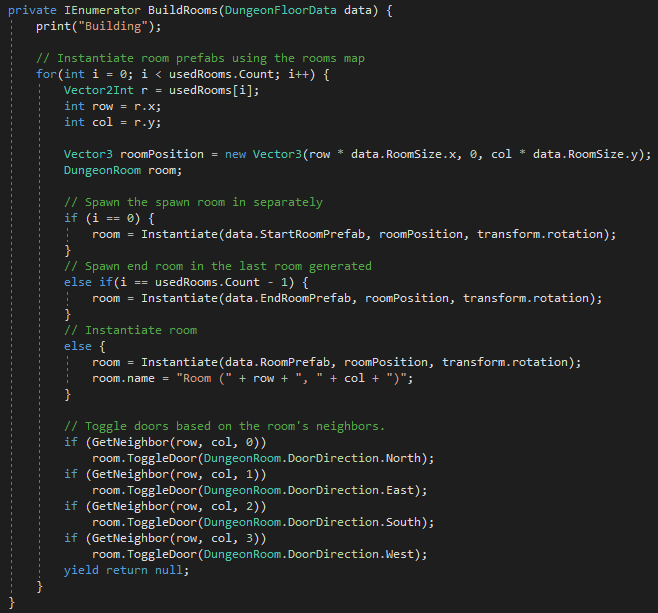 private IEnumerator BuildRooms(DungeonFloorData data) {
print("Building");
// Instantiate room prefabs using the rooms map
for(int i = 0; i < usedRooms.Count; i++) {
Vector2Int r = usedRooms[i];
int row = r.x;
int col = r.y;
Vector3 roomPosition = new Vector3(row * data.RoomSize.x, 0, col * data.RoomSize.y);
DungeonRoom room;
// Spawn the spawn room in separately
if (i == 0) {
room = Instantiate(data.StartRoomPrefab, roomPosition, transform.rotation);
}
// Spawn end room in the last room generated
else if(i == usedRooms.Count - 1) {
room = Instantiate(data.EndRoomPrefab, roomPosition, transform.rotation);
}
// Instantiate room
else {
room = Instantiate(data.RoomPrefab, roomPosition, transform.rotation);
room.name = "Room (" + row + ", " + col + ")";
}
// Toggle doors based on the room's neighbors.
if (GetNeighbor(row, col, 0))
room.ToggleDoor(DungeonRoom.DoorDirection.North);
if (GetNeighbor(row, col, 1))
room.ToggleDoor(DungeonRoom.DoorDirection.East);
if (GetNeighbor(row, col, 2))
room.ToggleDoor(DungeonRoom.DoorDirection.South);
if (GetNeighbor(row, col, 3))
room.ToggleDoor(DungeonRoom.DoorDirection.West);
yield return null;
}
}